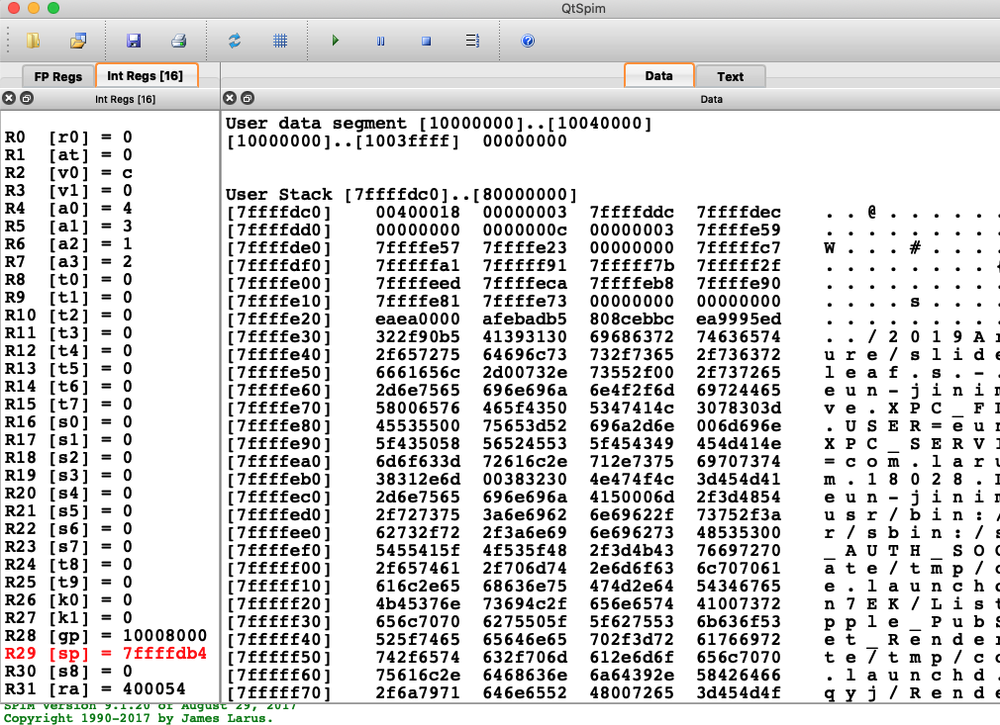 QtSpim
FP Regs
Int Regs [16]
Data
Text
Int Regs [16]
Data
R0 [r0] = 0
R1 [at] = 0
R2 [v0] = c
R3 [v1] = 0
R4 [a0] = 4
R5 [a1] = 3
R6 [a2] = 1
R7 [a3] = 2
R8 [t0] = 0
R9 [t1] = 0
R10 [t2] = 0
R11 [t3] = 0
R12 [t4] = 0
R13 [t5] = 0
R14 [t6] = 0
R15 [t7] = 0
R16 [s0] = 0
R17 [s1] = 0
R18 [s2] = 0
R19 [s3] = 0
R20 [s4] = 0
R21 [s5] = 0
R22 [s6] = 0
R23 [s7] = 0
R24 [t8] = 0
R25 [t9] = 0
R26 [k0] = 0
R27 [k1] = 0
R28 [gp] = 10008000
R29 [sp] = 7ffffdb4
R30 [s8] = 0
R31 [ra] = 400054
User data segment [10000000]..[10040000]
[10000000]..[1003ffff] 00000000
User Stack [7ffffdc0]..[80000000]
[7ffffdc0] 00400018 00000003 7ffffddc 7ffffdec . . @ . . . . . .
[7ffffdd0] 00000000 0000000c 00000003 7ffffe59 . . . . . . . . .
[7ffffde0] 7ffffe57 7ffffe23 00000000 7fffffc7 W . . . # . . . .
[7ffffdf0] 7fffffa1 7fffff91 7fffff7b 7fffff2f . . . . . . . . {
[7ffffe00] 7ffffeed 7ffffeca 7ffffeb8 7ffffe90 . . . . . . . . .
[7ffffe10] 7ffffe81 7ffffe73 00000000 00000000 . . . . s . . . .
[7ffffe20] eaea0000 afebadb5 808cebbc ea9995ed . . . . . . . . .
[7ffffe30] 322f90b5 41393130 69686372 74636574 . . / 2 0 1 9 A r
[7ffffe40] 2f657275 64696c73 732f7365 2f736372 u r e / s l i d e
[7ffffe50] 6661656c 2d00732e 73552f00 2f737265 l e a f . s . - .
[7ffffe60] 2d6e7565 696e696a 6e4f2f6d 69724465 e u n - j i n i m
[7ffffe70] 58006576 465f4350 5347414c 3078303d v e . X P C _ F L
[7ffffe80] 45535500 75653d52 696a2d6e 006d696e . U S E R = e u n
[7ffffe90] 5f435058 56524553 5f454349 454d414e X P C _ S E R V I
[7ffffea0] 6d6f633d 72616c2e 712e7375 69707374 = c o m . l a r u
[7ffffeb0] 38312e6d 00383230 4e474f4c 3d454d41 m . 1 8 0 2 8 . L
[7ffffec0] 2d6e7565 696e696a 4150006d 2f3d4854 e u n - j i n i m
[7ffffed0] 2f727375 3a6e6962 6e69622f 73752f3a u s r / b i n : /
[7ffffee0] 62732f72 2f3a6e69 6e696273 48535300 r / s b i n : / s
[7ffffef0] 5455415f 4f535f48 2f3d4b43 76697270 _ A U T H _ S O C
[7fffff00] 2f657461 2f706d74 2e6d6f63 6c707061 a t e / t m p / c
[7fffff10] 616c2e65 68636e75 474d2e64 54346765 e . l a u n c h d
[7fffff20] 4b45376e 73694c2f 656e6574 41007372 n 7 E K / L i s t
[7fffff30] 656c7070 6275505f 5f627553 6b636f53 p p l e _ P u b S
[7fffff40] 525f7465 65646e65 702f3d72 61766972 e t _ R e n d e r
[7fffff50] 742f6574 632f706d 612e6d6f 656c7070 t e / t m p / c o
[7fffff60] 75616c2e 6468636e 6a64392e 58426466 . l a u n c h d .
[7fffff70] 2f6a7971 646e6552 48007265 3d454d4f q y j / R e n d e
SPIM Version 9.1.20 of August 29, 2017
Copyright 1990-2017 by James Larus.